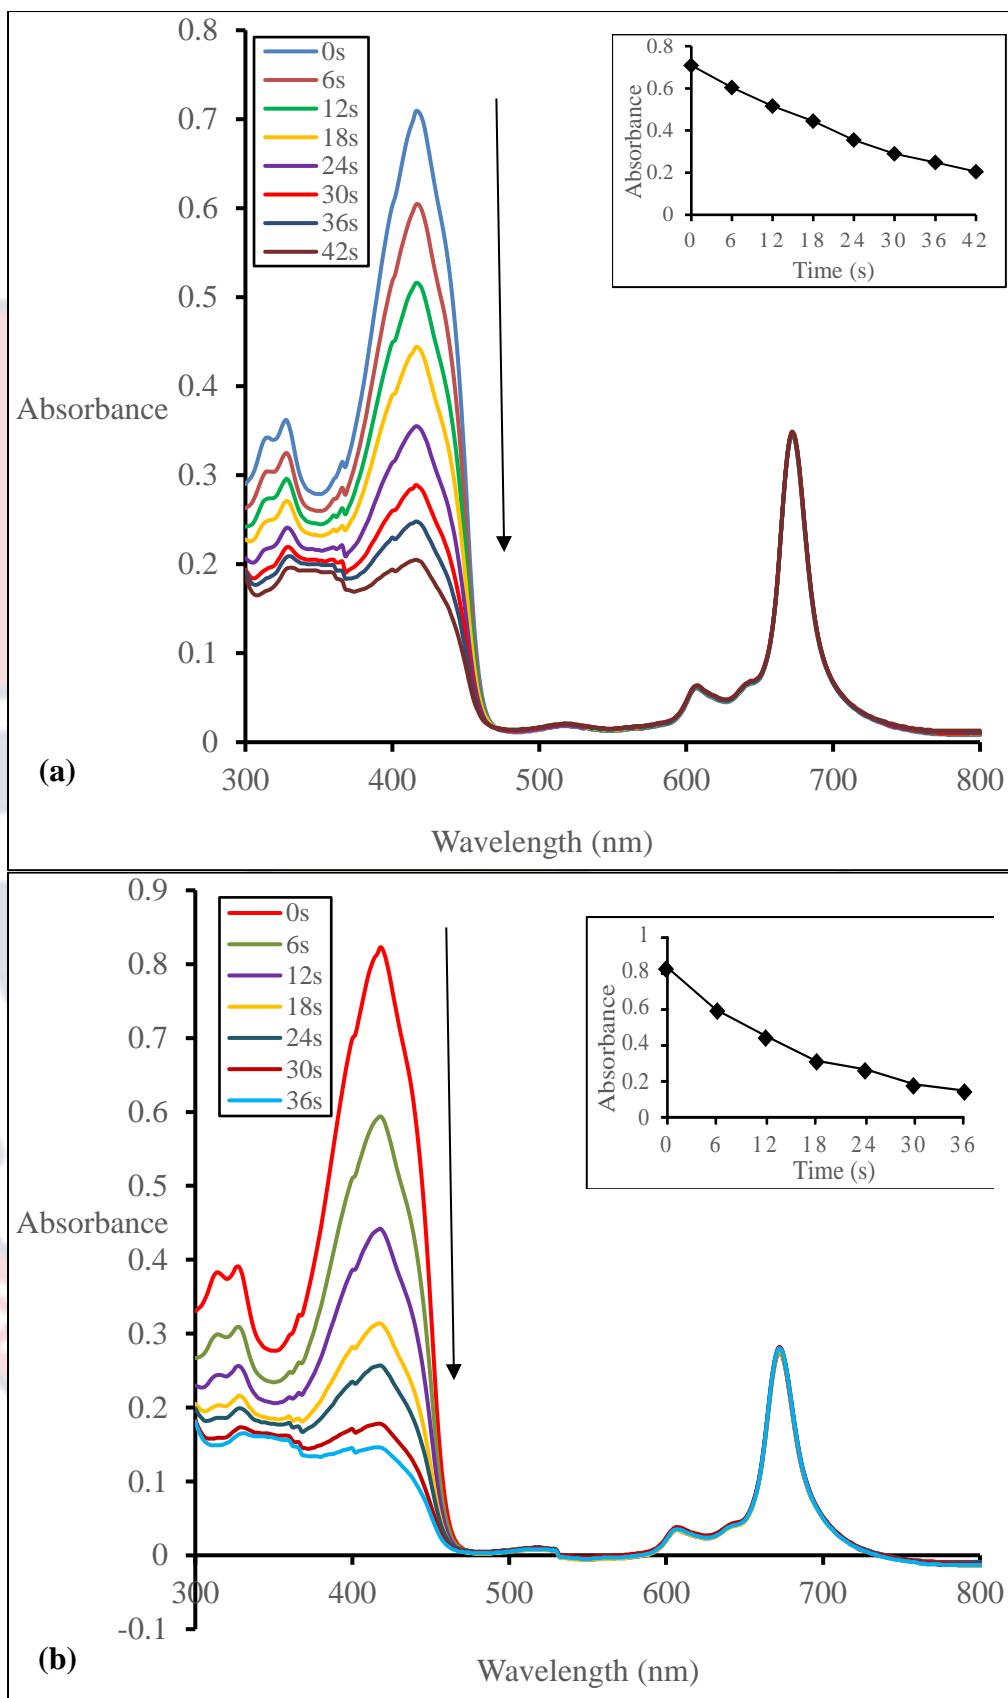 0.8
0.7
0.6
0.5
0.4
0.3
0.2
0.1
0
Absorbance
0s
6s
12s
18s
24s
30s
36s
42s
0.8
0.6
0.4
0.2
0
Absorbance
0 6 12 18 24 30 36 42
Time (s)
300 400 500 600 700 800
(a)
Wavelength (nm)
0.9
0.8
0.7
0.6
0.5
0.4
0.3
0.2
0.1
0
-0.1
Absorbance
0s
6s
12s
18s
24s
30s
36s
1
0.8
0.6
0.4
0.2
0
Absorbance
0 6 12 18 24 30 36
Time (s)
300 400 500 600 700 800
(b)
Wavelength (nm)